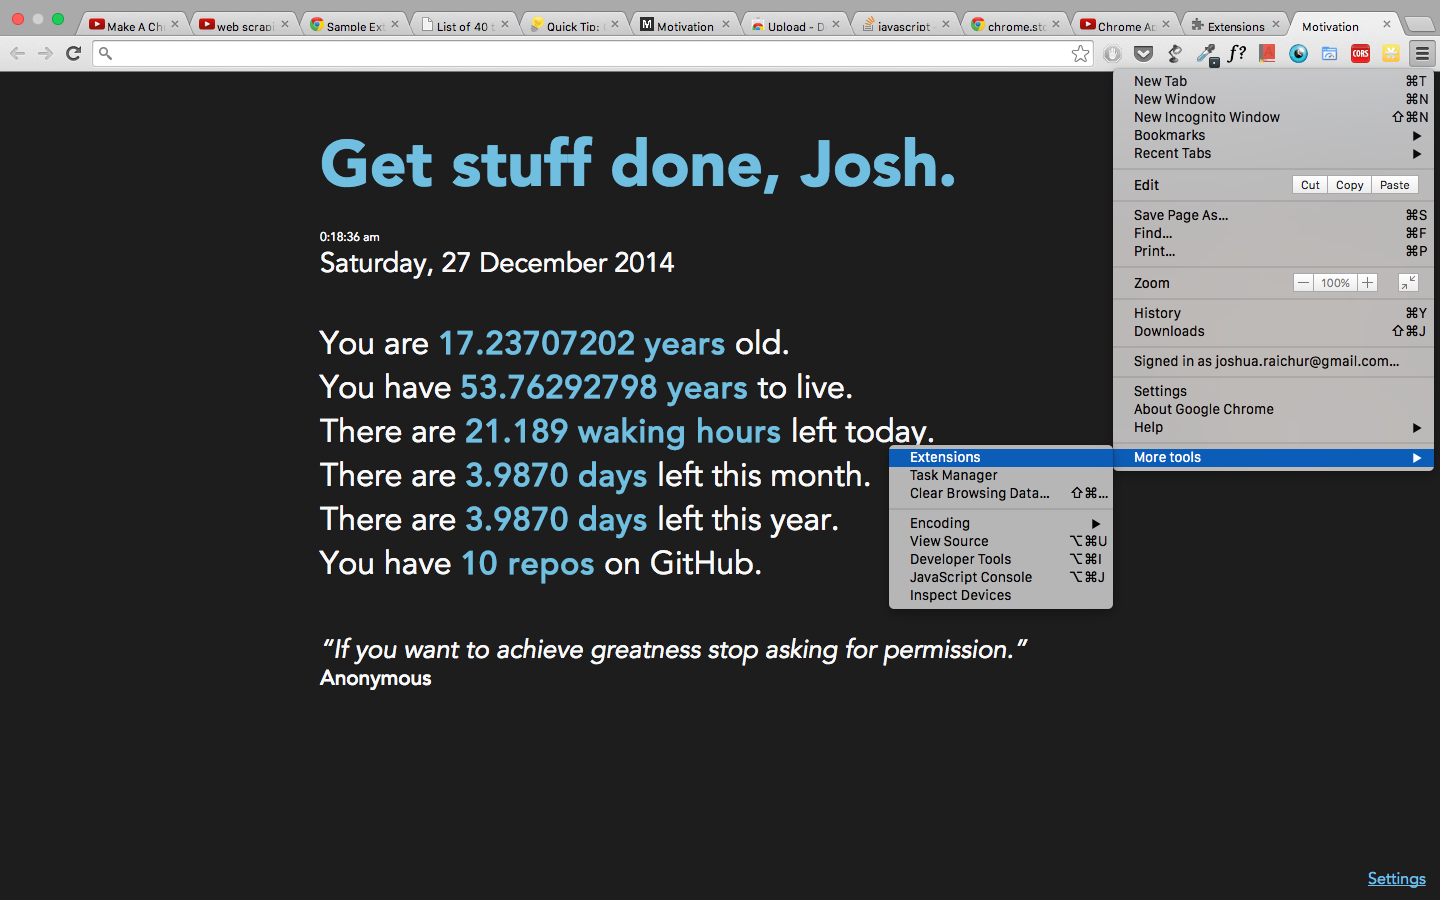 Make A Ch
web scrapi
Sample Ext
List of 40 t
Quick Tip:
Motivation
Upload - D
javascript -
chrome.sto
Chrome Ap
Extensions
Motivation
f?
CORS
Get stuff done, Josh.
0:18:36 am
Saturday, 27 December 2014
You are 17.23707202 years old.
You have 53.76292798 years to live.
There are 21.189 waking hours left today.
There are 3.9870 days left this month.
There are 3.9870 days left this year.
You have 10 repos on GitHub.
“If you want to achieve greatness stop asking for permission.”
Anonymous
New Tab ⌘T
New Window ⌘N
New Incognito Window ⇧⌘N
Bookmarks ▶
Recent Tabs ▶
Edit Cut Copy Paste
Save Page As... ⌘S
Find... ⌘F
Print... ⌘P
Zoom − 100% +
History ⌘Y
Downloads ⇧⌘J
Signed in as joshua.raichur@gmail.com...
Settings
About Google Chrome
Help ▶
More tools ▶
Extensions
Task Manager
Clear Browsing Data... ⇧⌘...
Encoding ▶
View Source ⌥⌘U
Developer Tools ⌥⌘I
JavaScript Console ⌥⌘J
Inspect Devices
Settings